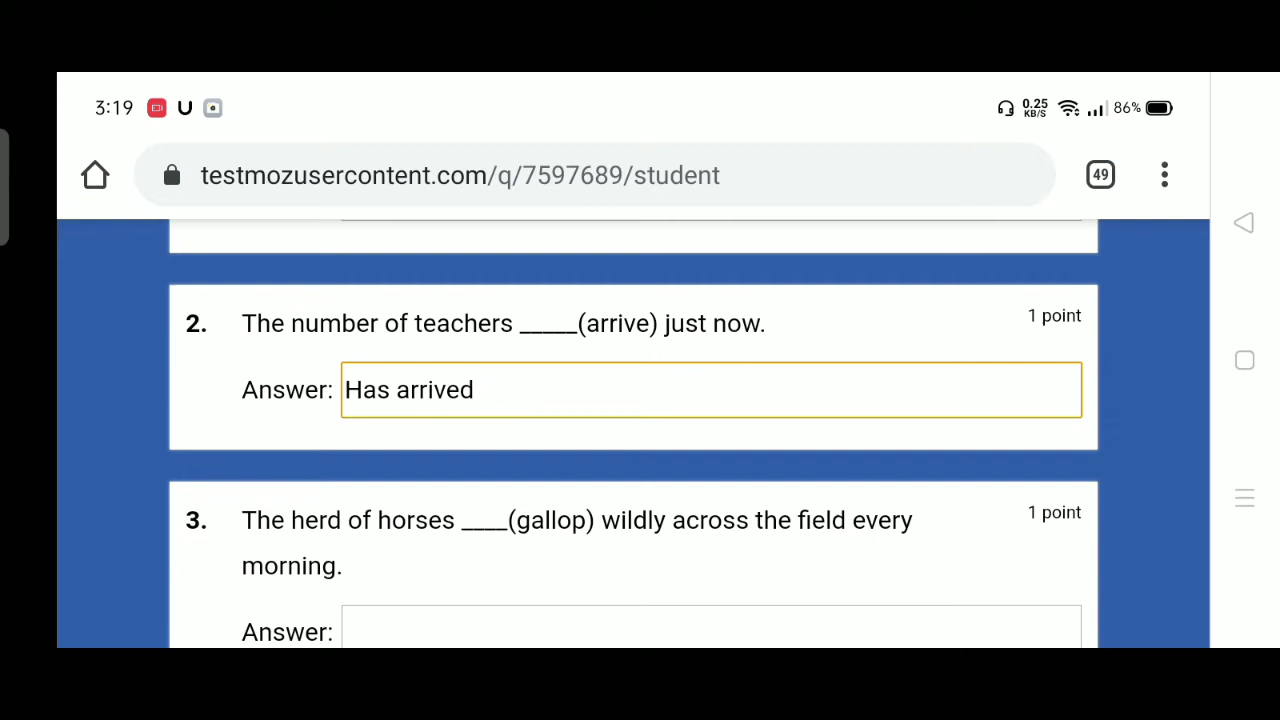 3:19 U 0.25 KB/S 86%
testmozusercontent.com/q/7597689/student 49
2. The number of teachers _____(arrive) just now. 1 point
Answer: Has arrived
3. The herd of horses ____(gallop) wildly across the field every 1 point
morning.
Answer: